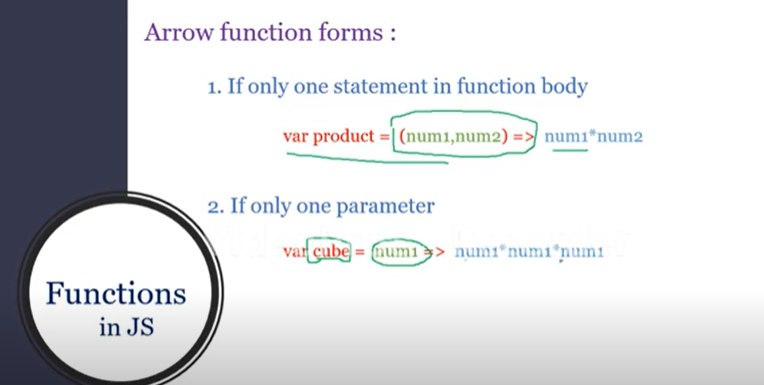 Arrow function forms :
1. If only one statement in function body
var product = (num1,num2) => num1*num2
2. If only one parameter
var cube = num1 => num1*num1*num1
Functions
in JS